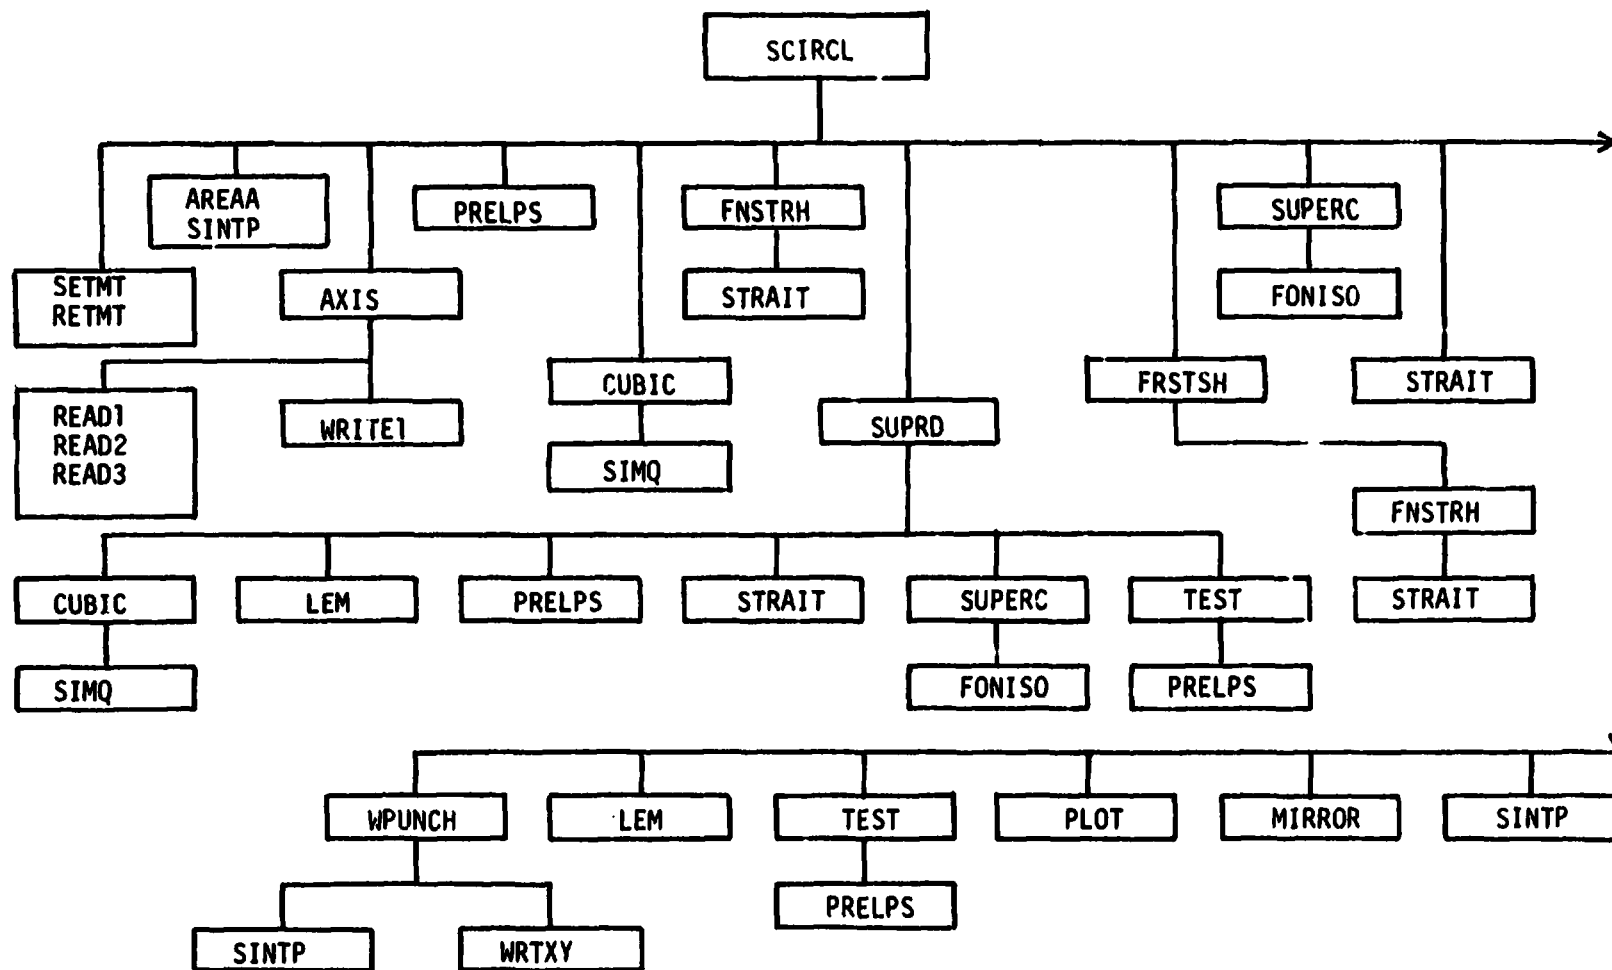 SCIRCL
AREAA
SINTP
PRELPS
FNSTRH
SUPERC
SETMT
RETMT
AXIS
STRAIT
FONISO
READ1
READ2
READ3
WRITE1
CUBIC
SUPRD
FRSTSH
STRAIT
SIMQ
FNSTRH
CUBIC
LEM
PRELPS
STRAIT
SUPERC
TEST
STRAIT
SIMQ
FONISO
PRELPS
WPUNCH
LEM
TEST
PLOT
MIRROR
SINTP
PRELPS
SINTP
WRTXY